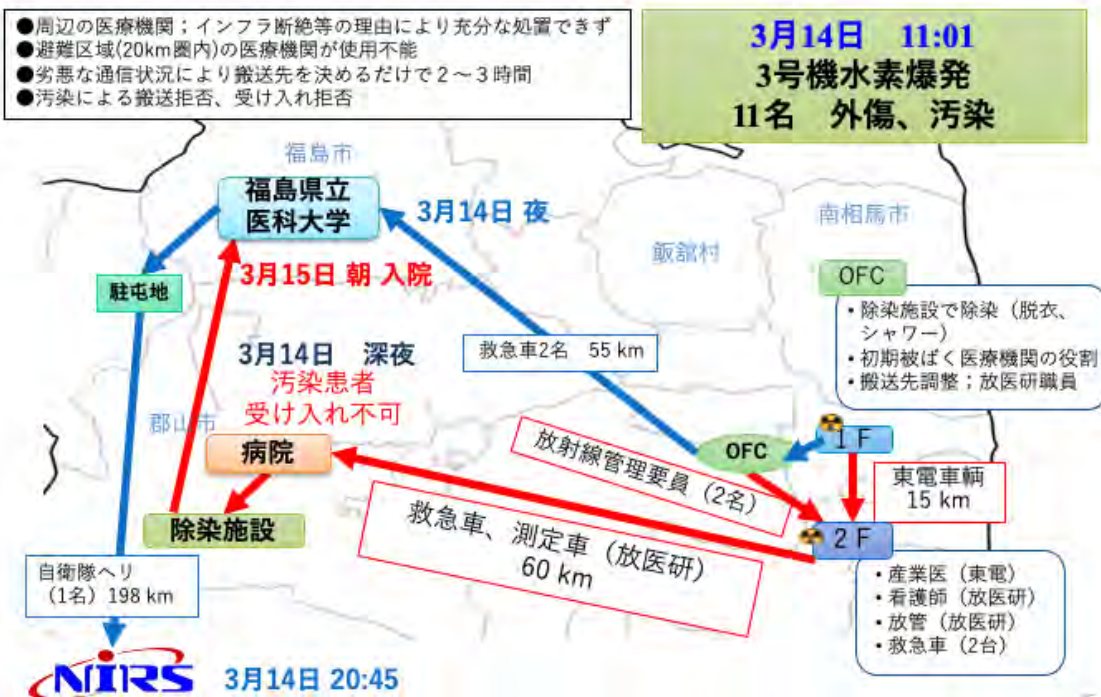 ●周辺の医療機関；インフラ断絶等の理由により充分な処置できず
●避難区域(20km圏内)の医療機関が使用不能
●劣悪な通信状況により搬送先を決めるだけで２～３時間
●汚染による搬送拒否、受け入れ拒否
3月14日　11:01
3号機水素爆発
11名　外傷、汚染
福島市
福島県立
医科大学
3月14日 夜
南相馬市
飯舘村
3月15日 朝 入院
駐屯地
OFC
・除染施設で除染（脱衣、
シャワー）
・初期被ばく医療機関の役割
・搬送先調整；放医研職員
救急車2名　55 km
3月14日　深夜
汚染患者
受け入れ不可
郡山市
病院
OFC
1 F
放射線管理要員（2名）
東電車輌
15 km
救急車、測定車（放医研）
60 km
除染施設
2 F
自衛隊ヘリ
（1名）198 km
・産業医（東電）
・看護師（放医研）
・放管（放医研）
・救急車（2台）
NIRS
3月14日 20:45